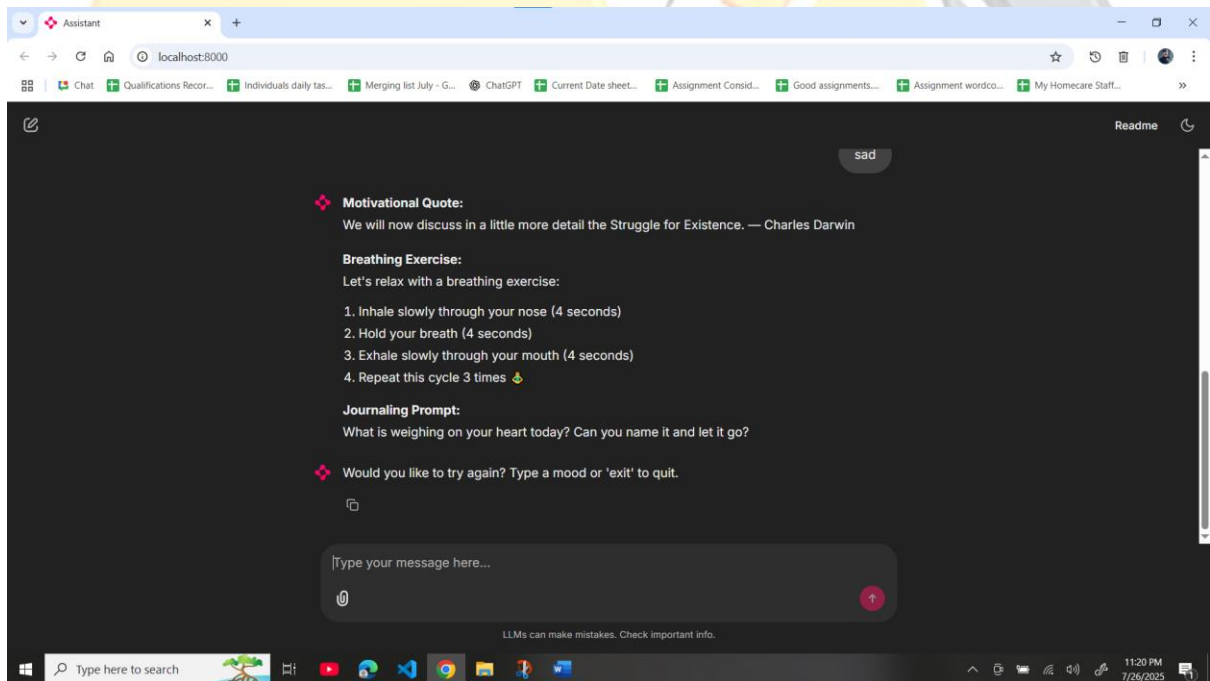 Assistant
localhost:8000
Chat Qualifications Recor... Individuals daily tas... Merging list July - G... ChatGPT Current Date sheet... Assignment Consid... Good assignments.... Assignment wordco... My Homecare Staff... »
Readme
sad
Motivational Quote:
We will now discuss in a little more detail the Struggle for Existence. — Charles Darwin
Breathing Exercise:
Let's relax with a breathing exercise:
1. Inhale slowly through your nose (4 seconds)
2. Hold your breath (4 seconds)
3. Exhale slowly through your mouth (4 seconds)
4. Repeat this cycle 3 times 🧘
Journaling Prompt:
What is weighing on your heart today? Can you name it and let it go?
Would you like to try again? Type a mood or 'exit' to quit.
Type your message here...
LLMs can make mistakes. Check important info.
Type here to search
11:20 PM
7/26/2025